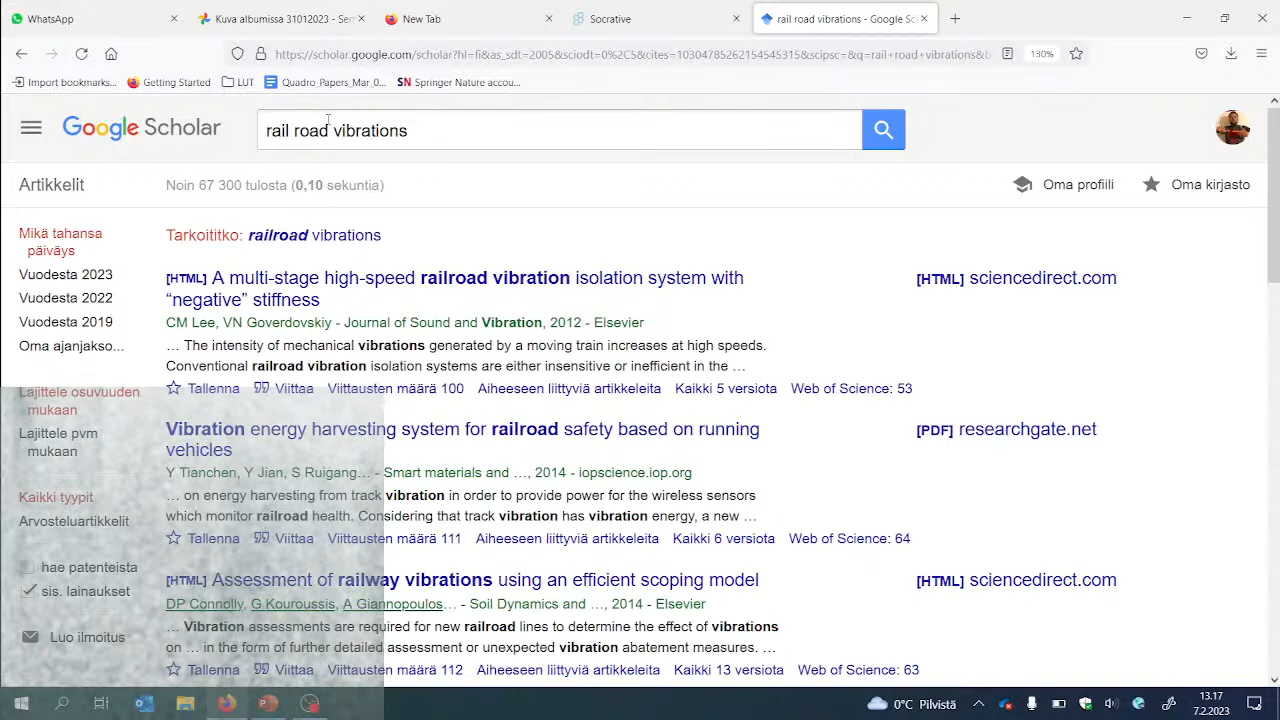 WhatsApp
Kuva albumissa 31012023 - Sen
New Tab
Socrative
rail road vibrations - Google Sc
https://scholar.google.com/scholar?hl=fi&as_sdt=2005&sciodt=0%2C5&cites=10304785262154545315&scipsc=&q=rail+road+vibrations&b
130%
Import bookmarks...
Getting Started
LUT
Quadro_Papers_Mar_0...
SN Springer Nature accou...
Google Scholar
rail road vibrations
Artikkelit
Noin 67 300 tulosta (0,10 sekuntia)
Oma profiili
Oma kirjasto
Mikä tahansa
päiväys
Vuodesta 2023
Vuodesta 2022
Vuodesta 2019
Oma ajanjakso...
Lajittele osuvuuden
mukaan
Lajittele pvm
mukaan
Kaikki tyypit
Arvosteluartikkelit
hae patenteista
sis. lainaukset
Luo ilmoitus
Tarkoititko: railroad vibrations
[HTML] A multi-stage high-speed railroad vibration isolation system with
“negative” stiffness
CM Lee, VN Goverdovskiy - Journal of Sound and Vibration, 2012 - Elsevier
… The intensity of mechanical vibrations generated by a moving train increases at high speeds.
Conventional railroad vibration isolation systems are either insensitive or inefficient in the …
Tallenna Viittaa Viittausten määrä 100 Aiheeseen liittyviä artikkeleita Kaikki 5 versiota Web of Science: 53
[HTML] sciencedirect.com
Vibration energy harvesting system for railroad safety based on running
vehicles
Y Tianchen, Y Jian, S Ruigang… - Smart materials and …, 2014 - iopscience.iop.org
… on energy harvesting from track vibration in order to provide power for the wireless sensors
which monitor railroad health. Considering that track vibration has vibration energy, a new …
Tallenna Viittaa Viittausten määrä 111 Aiheeseen liittyviä artikkeleita Kaikki 6 versiota Web of Science: 64
[PDF] researchgate.net
[HTML] Assessment of railway vibrations using an efficient scoping model
DP Connolly, G Kouroussis, A Giannopoulos… - Soil Dynamics and …, 2014 - Elsevier
… Vibration assessments are required for new railroad lines to determine the effect of vibrations
on … in the form of further detailed assessment or unexpected vibration abatement measures. …
Tallenna Viittaa Viittausten määrä 112 Aiheeseen liittyviä artikkeleita Kaikki 13 versiota Web of Science: 63
[HTML] sciencedirect.com
0°C Pilvistä
13.17
7.2.2023